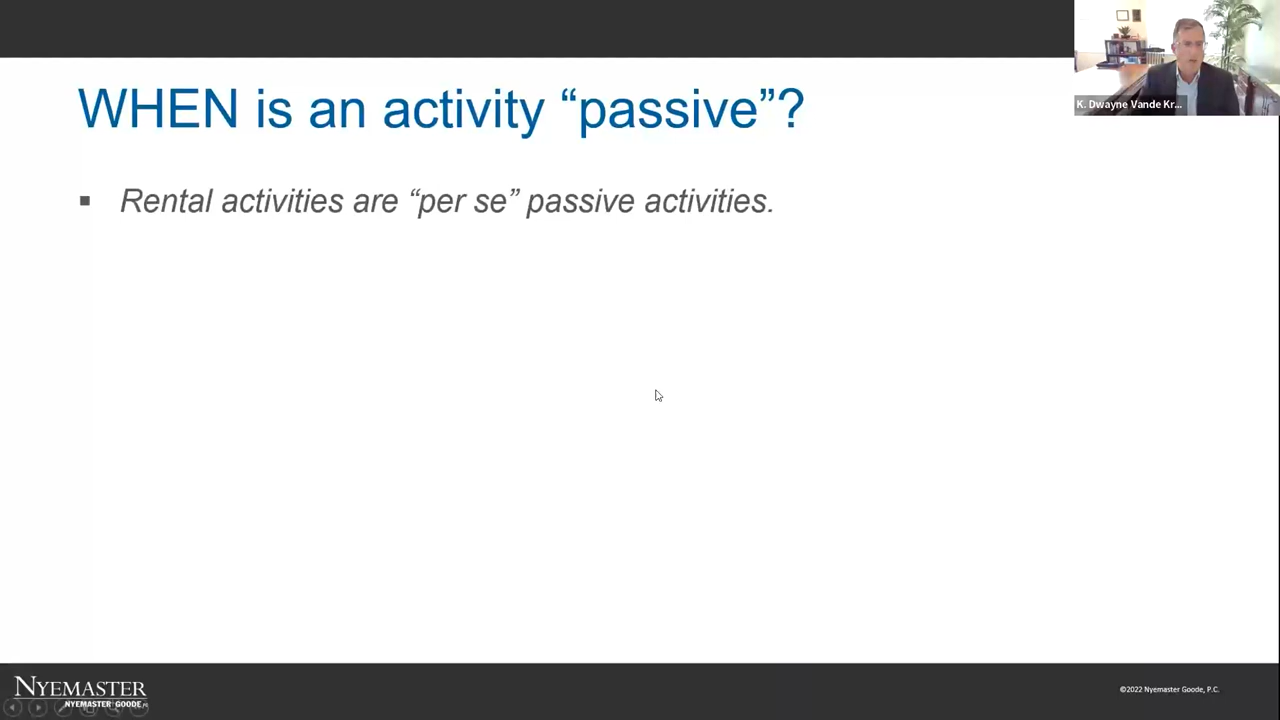 K. Dwayne Vande Kr...
WHEN is an activity “passive”?
▪ Rental activities are “per se” passive activities.
NYEMASTER
NYEMASTER GOODE, PC
©2022 Nyemaster Goode, P.C.